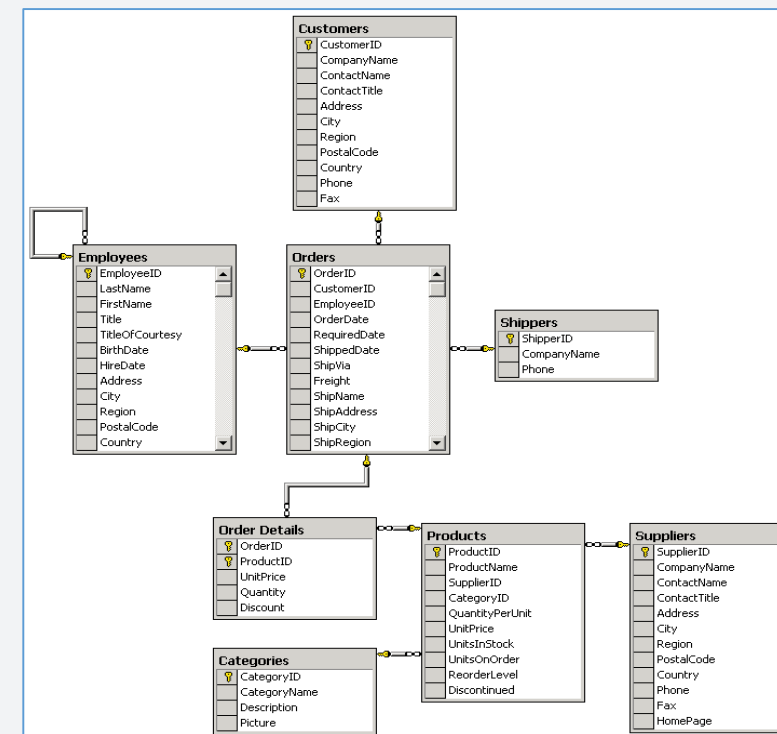 Customers
CustomerID
CompanyName
ContactName
ContactTitle
Address
City
Region
PostalCode
Country
Phone
Fax
Employees
EmployeeID
LastName
FirstName
Title
TitleOfCourtesy
BirthDate
HireDate
Address
City
Region
PostalCode
Country
Orders
OrderID
CustomerID
EmployeeID
OrderDate
RequiredDate
ShippedDate
ShipVia
Freight
ShipName
ShipAddress
ShipCity
ShipRegion
Shippers
ShipperID
CompanyName
Phone
Order Details
OrderID
ProductID
UnitPrice
Quantity
Discount
Products
ProductID
ProductName
SupplierID
CategoryID
QuantityPerUnit
UnitPrice
UnitsInStock
UnitsOnOrder
ReorderLevel
Discontinued
Suppliers
SupplierID
CompanyName
ContactName
ContactTitle
Address
City
Region
PostalCode
Country
Phone
Fax
HomePage
Categories
CategoryID
CategoryName
Description
Picture